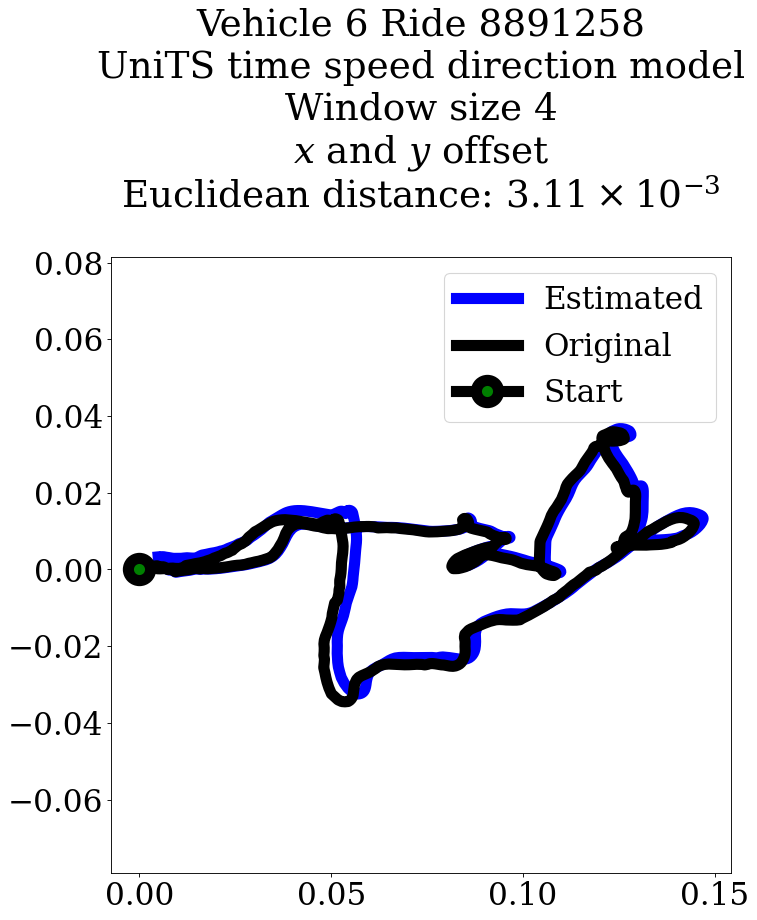 Vehicle 6 Ride 8891258
UniTS time speed direction model
Window size 4
x and y offset
Euclidean distance: 3.11 × 10⁻³
0.08
0.06
0.04
0.02
0.00
−0.02
−0.04
−0.06
Estimated
Original
Start
0.00 0.05 0.10 0.15